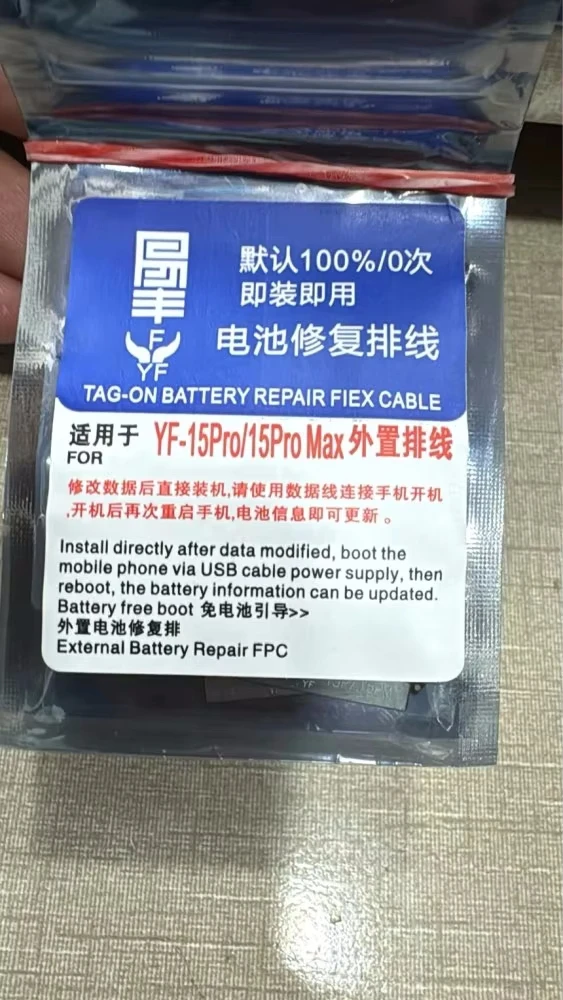 昌丰
F
YF
默认100%/0次
即装即用
电池修复排线
TAG-ON BATTERY REPAIR FIEX CABLE
适用于 YF-15Pro/15Pro Max 外置排线
FOR
修改数据后直接装机,请使用数据线连接手机开机
,开机后再次重启手机,电池信息即可更新。
Install directly after data modified, boot the
mobile phone via USB cable power supply, then
reboot, the battery information can be updated.
Battery free boot 免电池引导>>
外置电池修复排
External Battery Repair FPC